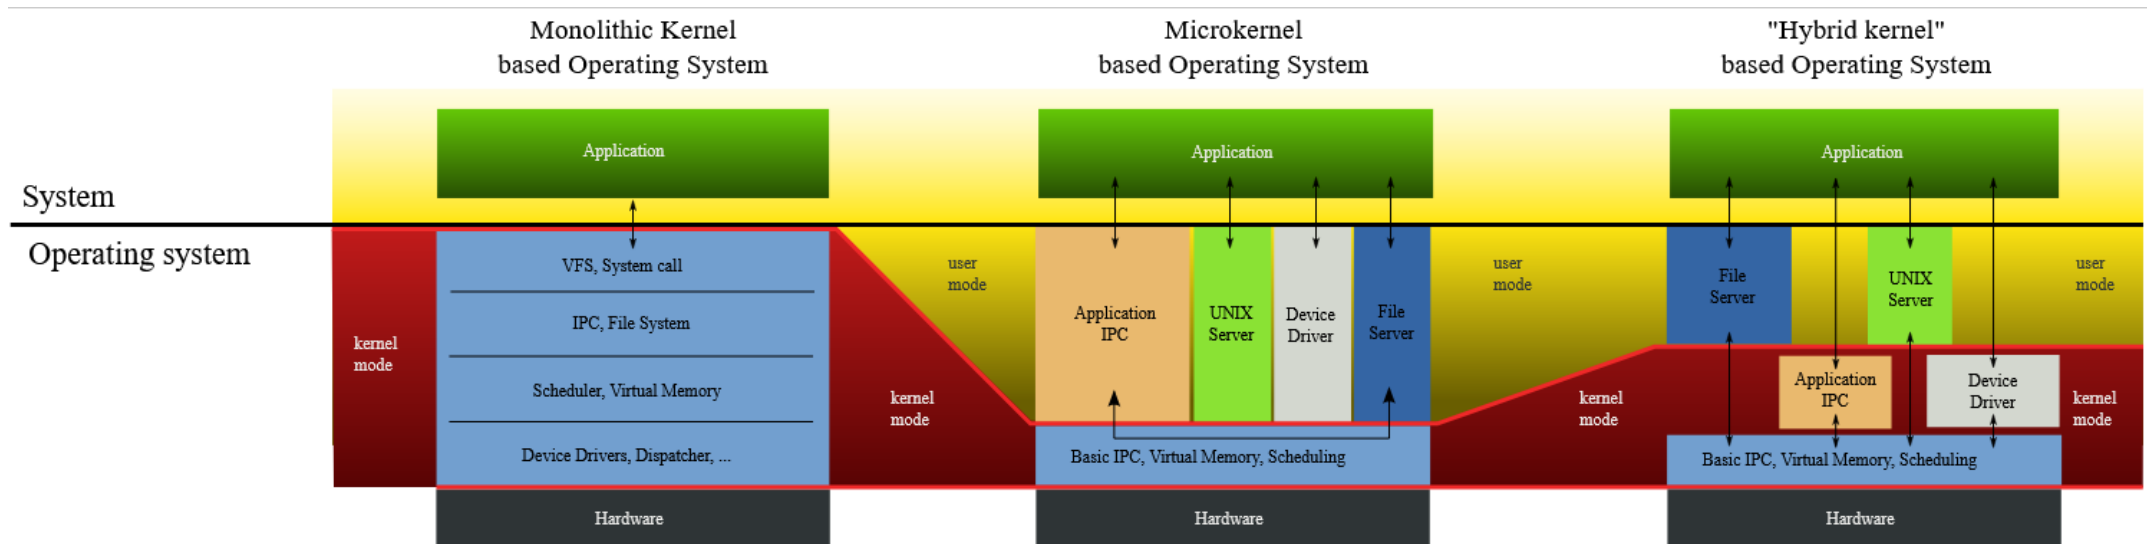 Monolithic Kernel
based Operating System
Microkernel
based Operating System
"Hybrid kernel"
based Operating System
System
Operating system
Application
VFS, System call
IPC, File System
Scheduler, Virtual Memory
Device Drivers, Dispatcher, ...
Hardware
kernel
mode
kernel
mode
user
mode
Application
Application
IPC
UNIX
Server
Device
Driver
File
Server
Basic IPC, Virtual Memory, Scheduling
Hardware
user
mode
kernel
mode
Application
File
Server
UNIX
Server
user
mode
Application
IPC
Device
Driver
kernel
mode
Basic IPC, Virtual Memory, Scheduling
Hardware